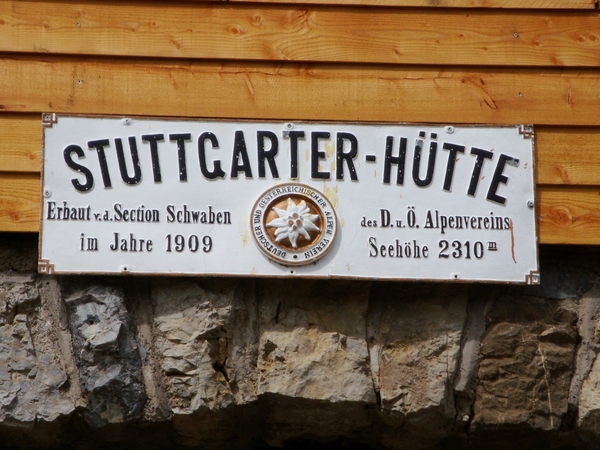 STUTTGARTER-HÜTTE
Erbaut v. d. Section Schwaben
im Jahre 1909
DEUTSCHER UND OESTERREICHISCHER ALPEN VEREIN
des D. u. Ö. Alpenvereins
Seehöhe 2310 m